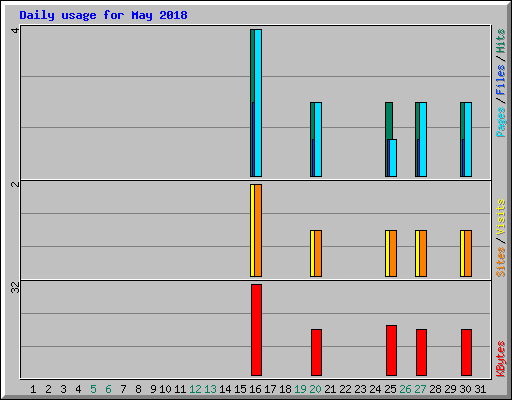 Daily usage for May 2018
4
Pages/Files/Hits
2
Sites/Visits
32
KBytes
1 2 3 4 5 6 7 8 9 10 11 12 13 14 15 16 17 18 19 20 21 22 23 24 25 26 27 28 29 30 31